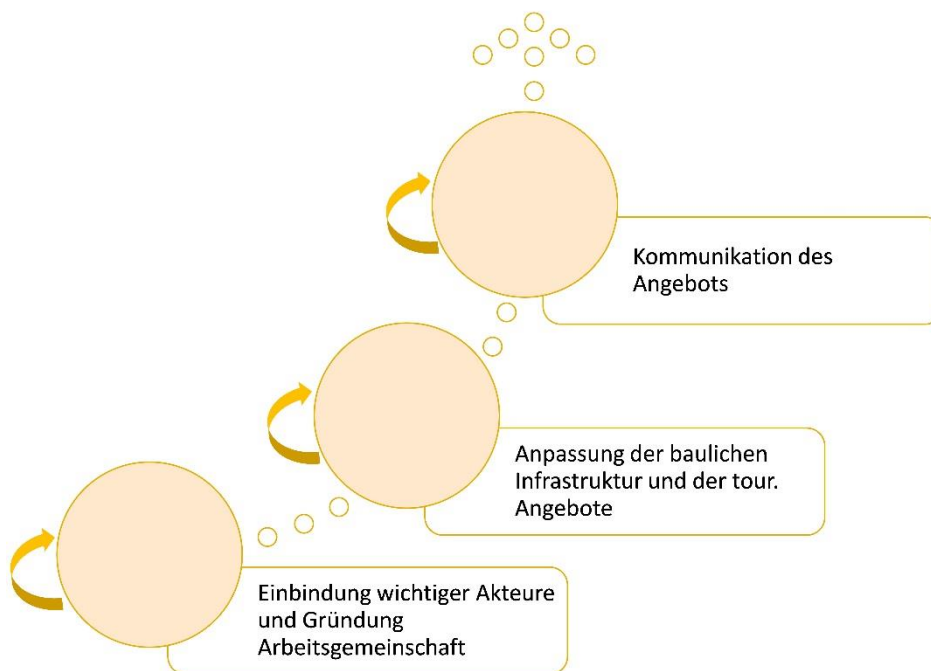 Kommunikation des
Angebots
Anpassung der baulichen
Infrastruktur und der tour.
Angebote
Einbindung wichtiger Akteure
und Gründung
Arbeitsgemeinschaft